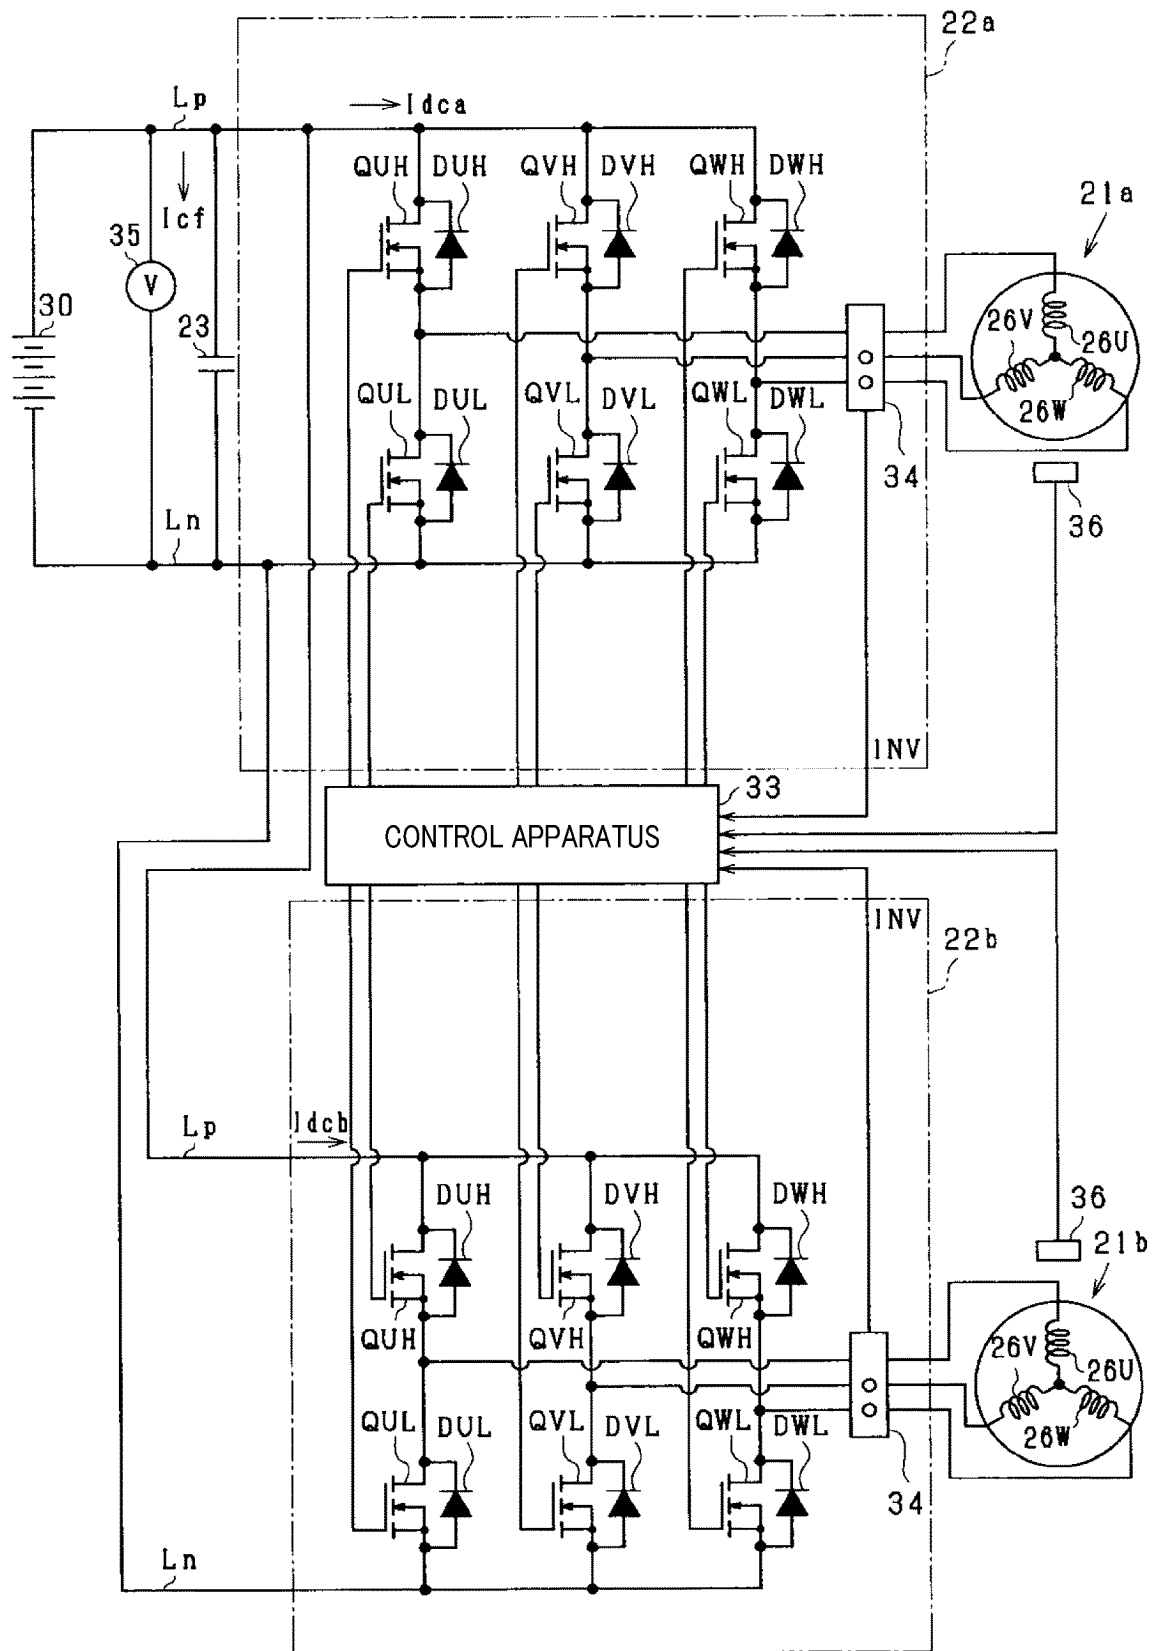 22a
Lp
Idca
QUH DUH QVH DVH QWH DWH
21a
Icf
35
V
30
23
26V
26U
26W
QUL DUL QVL DVL QWL DWL
34
36
Ln
INV
33
CONTROL APPARATUS
INV
22b
Lp
Idcb
DUH DVH DWH
36
21b
QUH QVH QWH
26V
26U
26W
QUL DUL QVL DVL QWL DWL
34
Ln